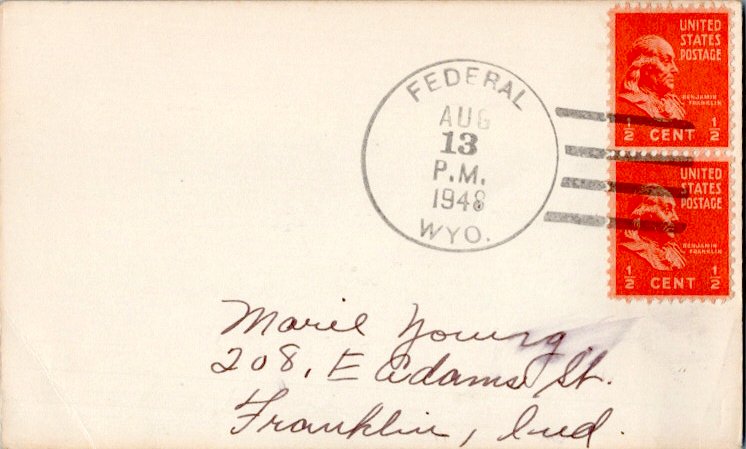 FEDERAL
AUG
13
P.M.
1948
WYO.
UNITED
STATES
POSTAGE
BENJAMIN
FRANKLIN
1/2 CENT 1/2
UNITED
STATES
POSTAGE
BENJAMIN
FRANKLIN
1/2 CENT 1/2
Marie Young
208, E Adams St.
Franklin, Ind.